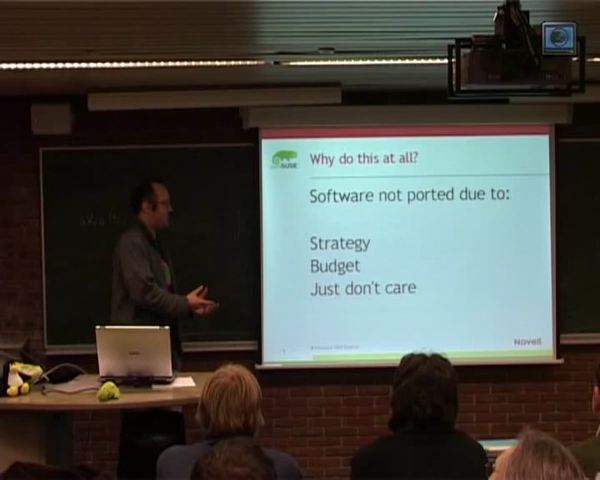 Why do this at all?
SUSE
Software not ported due to:
Strategy
Budget
Just don't care
Novell